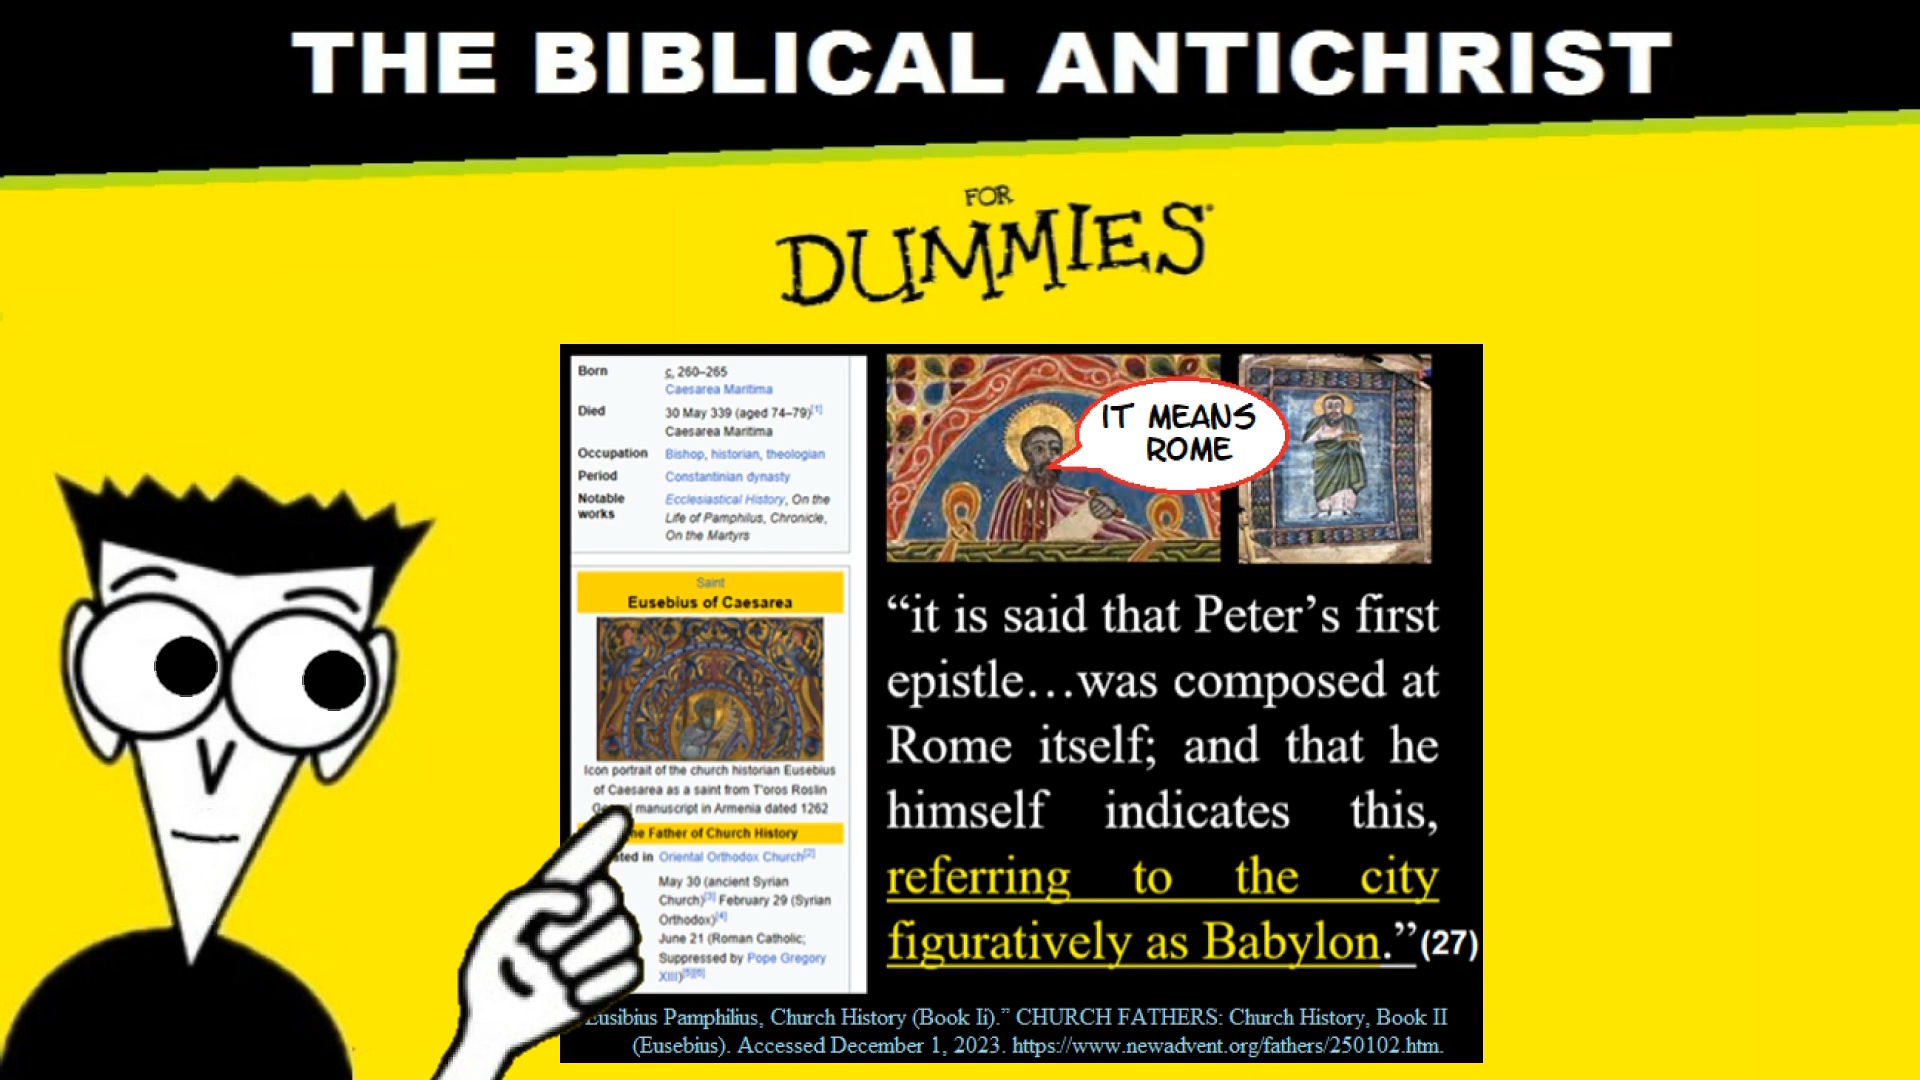 THE BIBLICAL ANTICHRIST
FOR
DUMMIES
Born c. 260–265
Caesarea Maritima
Died 30 May 339 (aged 74–79)[1]
Caesarea Maritima
Occupation Bishop, historian, theologian
Period Constantinian dynasty
Notable works Ecclesiastical History, On the
Life of Pamphilus, Chronicle,
On the Martyrs
Saint
Eusebius of Caesarea
Icon portrait of the church historian Eusebius
of Caesarea as a saint from T'oros Roslin
manuscript in Armenia dated 1262
Father of Church History
in Oriental Orthodox Church[2]
May 30 (ancient Syrian
Church)[3] February 29 (Syrian
Orthodox)[4]
June 21 (Roman Catholic;
Suppressed by Pope Gregory
XIII)[5][6]
IT MEANS
ROME
“it is said that Peter’s first
epistle…was composed at
Rome itself; and that he
himself indicates this,
referring to the city
figuratively as Babylon.”(27)
Eusibius Pamphilius, Church History (Book Ii).” CHURCH FATHERS: Church History, Book II
(Eusebius). Accessed December 1, 2023. https://www.newadvent.org/fathers/250102.htm.